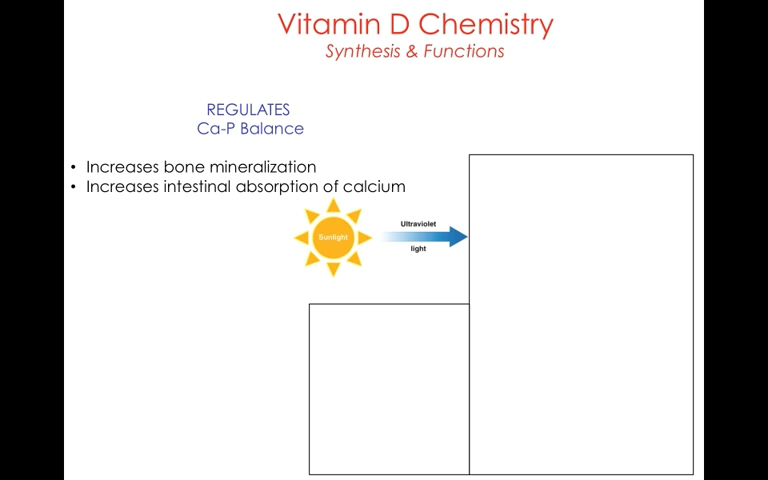 Vitamin D Chemistry
Synthesis & Functions
REGULATES
Ca-P Balance
• Increases bone mineralization
• Increases intestinal absorption of calcium
Sunlight
Ultraviolet
light